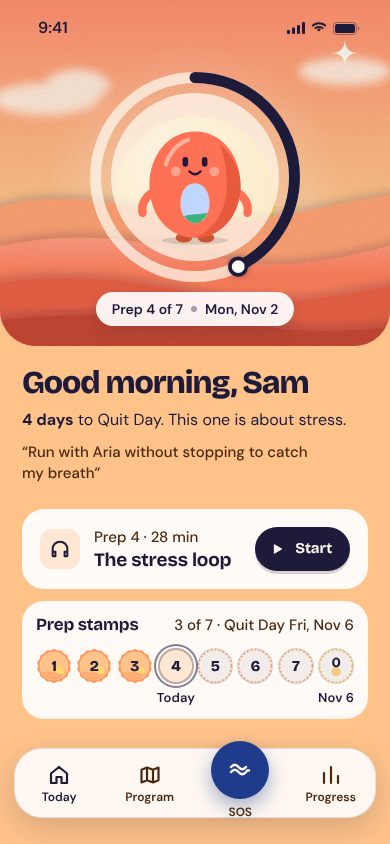 9:41
Prep 4 of 7 • Mon, Nov 2
Good morning, Sam
4 days to Quit Day. This one is about stress.
“Run with Aria without stopping to catch
my breath”
Prep 4 · 28 min
The stress loop
Start
Prep stamps
3 of 7 · Quit Day Fri, Nov 6
1 2 3 4 5 6 7 0
Today
Nov 6
Today
Program
SOS
Progress